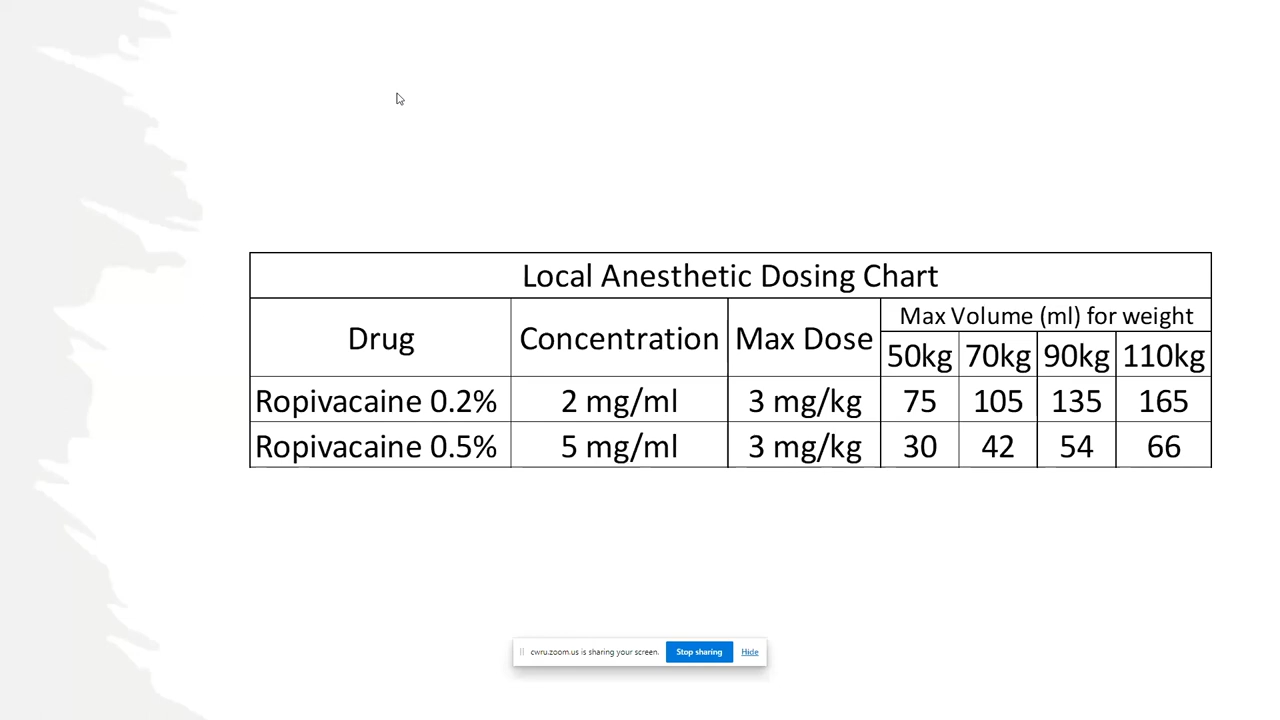 Local Anesthetic Dosing Chart
Drug Concentration Max Dose Max Volume (ml) for weight
50kg 70kg 90kg 110kg
Ropivacaine 0.2% 2 mg/ml 3 mg/kg 75 105 135 165
Ropivacaine 0.5% 5 mg/ml 3 mg/kg 30 42 54 66
cwru.zoom.us is sharing your screen. Stop sharing Hide